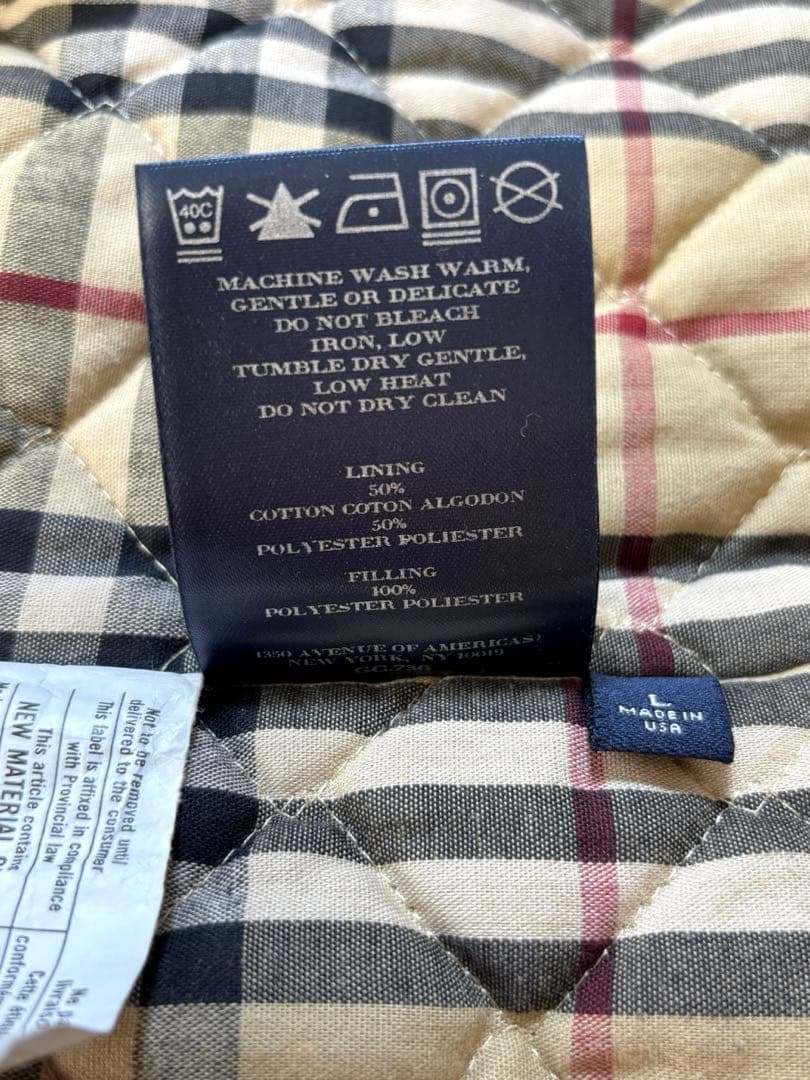 40C
MACHINE WASH WARM,
GENTLE OR DELICATE
DO NOT BLEACH
IRON, LOW
TUMBLE DRY GENTLE,
LOW HEAT
DO NOT DRY CLEAN
LINING
50%
COTTON COTON ALGODON
50%
POLYESTER POLIESTER
FILLING
100%
POLYESTER POLIESTER
1350 AVENUE OF AMERICAS
NEW YORK, NY 10019
L
MADE IN
USA
Not to be removed until
delivered to the consumer
This label is affixed in compliance
with Provincial law
This article contains
NEW MATERIAL